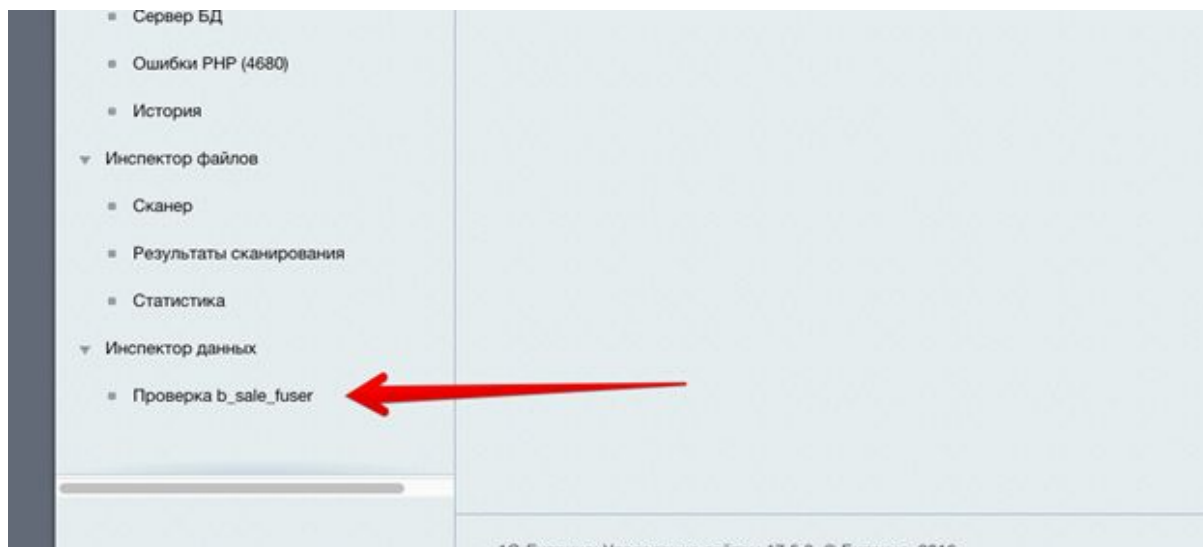 Сервер БД
Ошибки PHP (4680)
История
Инспектор файлов
Сканер
Результаты сканирования
Статистика
Инспектор данных
Проверка b_sale_fuser